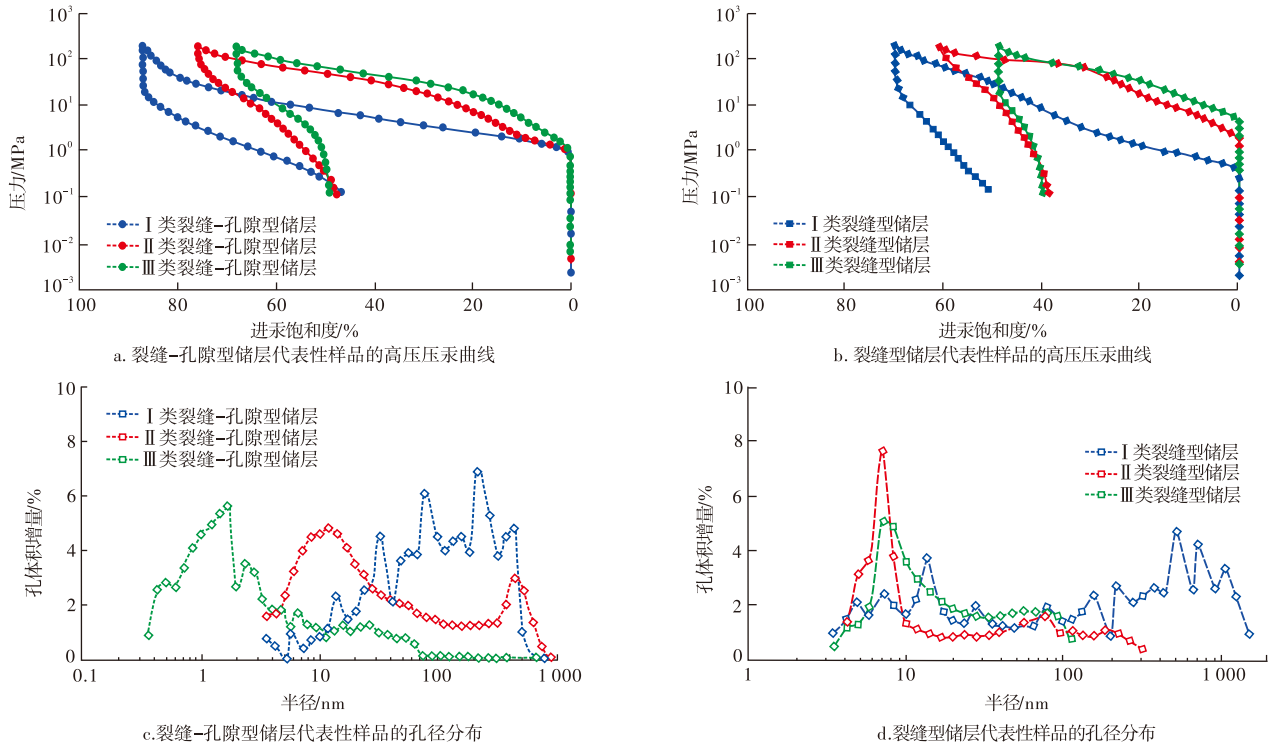 10³
10²
10¹
10⁰
10⁻¹
10⁻²
10⁻³
压力/MPa
Ⅰ类裂缝-孔隙型储层
Ⅱ类裂缝-孔隙型储层
Ⅲ类裂缝-孔隙型储层
100 80 60 40 20 0
进汞饱和度/%
a. 裂缝-孔隙型储层代表性样品的高压压汞曲线
10³
10²
10¹
10⁰
10⁻¹
10⁻²
10⁻³
压力/MPa
Ⅰ类裂缝型储层
Ⅱ类裂缝型储层
Ⅲ类裂缝型储层
100 80 60 40 20 0
进汞饱和度/%
b. 裂缝型储层代表性样品的高压压汞曲线
10
8
6
4
2
0
孔体积增量/%
Ⅰ类裂缝-孔隙型储层
Ⅱ类裂缝-孔隙型储层
Ⅲ类裂缝-孔隙型储层
0.1 1 10 100 1 000
半径/nm
c.裂缝-孔隙型储层代表性样品的孔径分布
10
8
6
4
2
0
孔体积增量/%
Ⅰ类裂缝型储层
Ⅱ类裂缝型储层
Ⅲ类裂缝型储层
1 10 100 1 000
半径/nm
d.裂缝型储层代表性样品的孔径分布